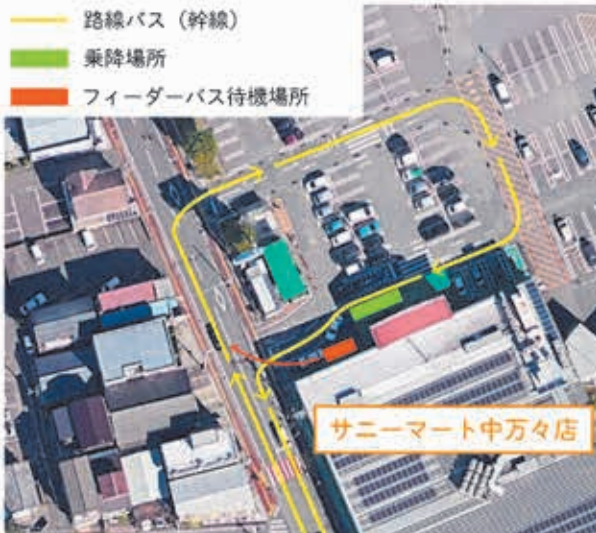 路線バス（幹線）
乗降場所
フィーダーバス待機場所
サニーマート中万々店